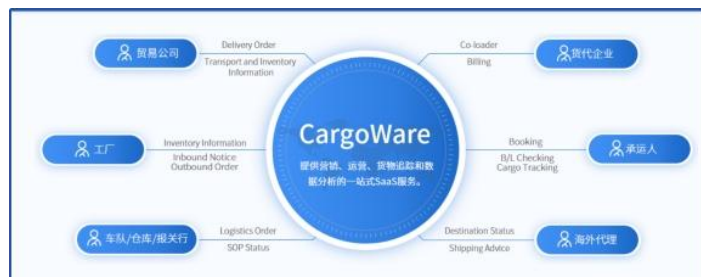 贸易公司
Delivery Order
Transport and Inventory
Information
Co-loader
Billing
货代企业
工厂
Inventory Information
Inbound Notice
Outbound Order
CargoWare
提供营销、运营、货物追踪和数
据分析的一站式SaaS服务。
Booking
B/L Checking
Cargo Tracking
承运人
车队/仓库/报关行
Logistics Order
SOP Status
Destination Status
Shipping Advice
海外代理